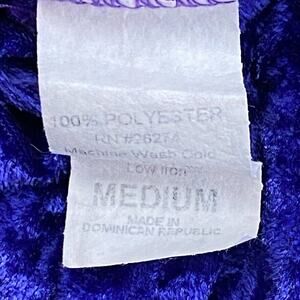 100% POLYESTER
RN #26274
Machine Wash Cold
Low Iron
MEDIUM
MADE IN
DOMINICAN REPUBLIC